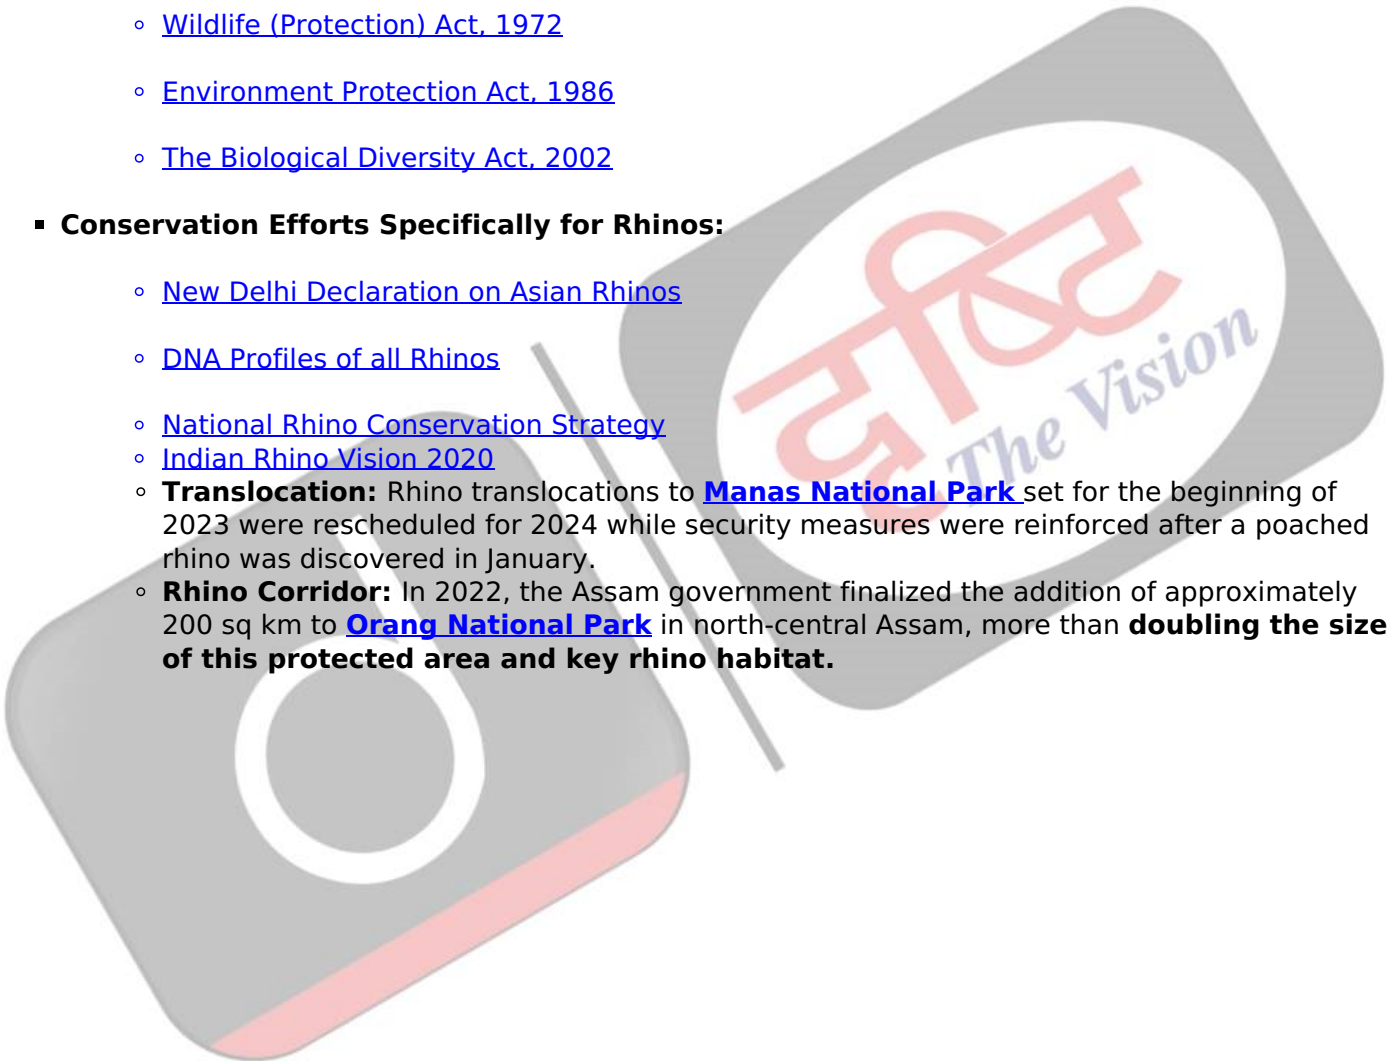 ◦ Wildlife (Protection) Act, 1972
◦ Environment Protection Act, 1986
◦ The Biological Diversity Act, 2002
▪ Conservation Efforts Specifically for Rhinos:
◦ New Delhi Declaration on Asian Rhinos
◦ DNA Profiles of all Rhinos
◦ National Rhino Conservation Strategy
◦ Indian Rhino Vision 2020
◦ Translocation: Rhino translocations to Manas National Park set for the beginning of
2023 were rescheduled for 2024 while security measures were reinforced after a poached
rhino was discovered in January.
◦ Rhino Corridor: In 2022, the Assam government finalized the addition of approximately
200 sq km to Orang National Park in north-central Assam, more than doubling the size
of this protected area and key rhino habitat.
दृष्टि
The Vision
d